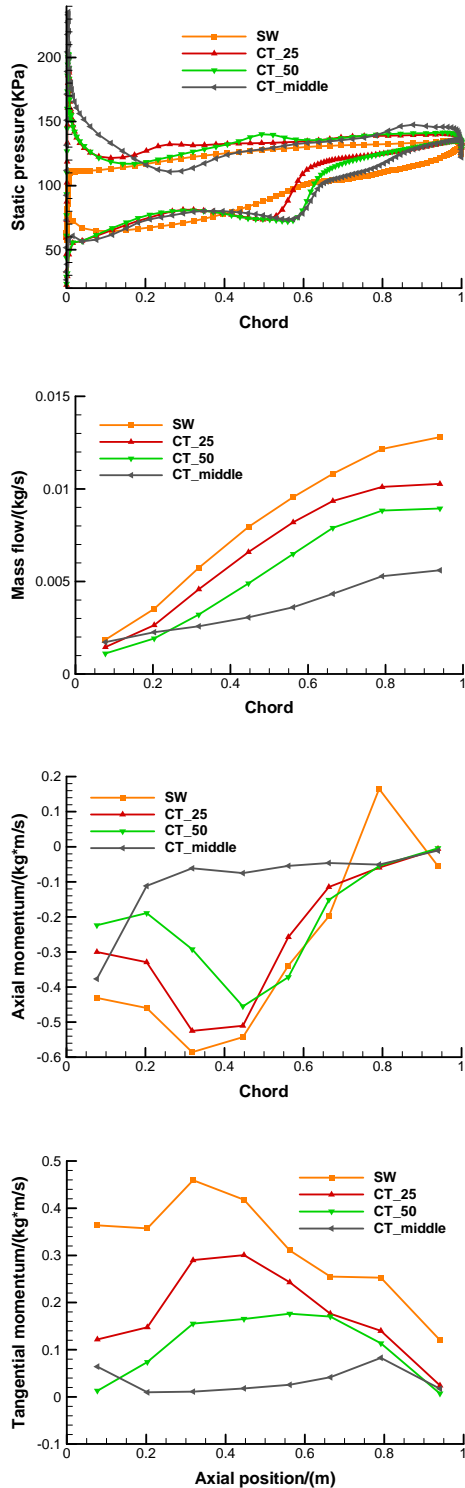 Static pressure(KPa)
200
150
100
50
SW
CT_25
CT_50
CT_middle
0 0.2 0.4 0.6 0.8 1
Chord
Mass flow/(kg/s)
0.015
0.01
0.005
0
SW
CT_25
CT_50
CT_middle
0 0.2 0.4 0.6 0.8 1
Chord
Axial momentum/(kg*m/s)
0.2
0.1
0
-0.1
-0.2
-0.3
-0.4
-0.5
-0.6
SW
CT_25
CT_50
CT_middle
0 0.2 0.4 0.6 0.8 1
Chord
Tangential momentum/(kg*m/s)
0.5
0.4
0.3
0.2
0.1
0
-0.1
SW
CT_25
CT_50
CT_middle
0 0.2 0.4 0.6 0.8 1
Axial position/(m)